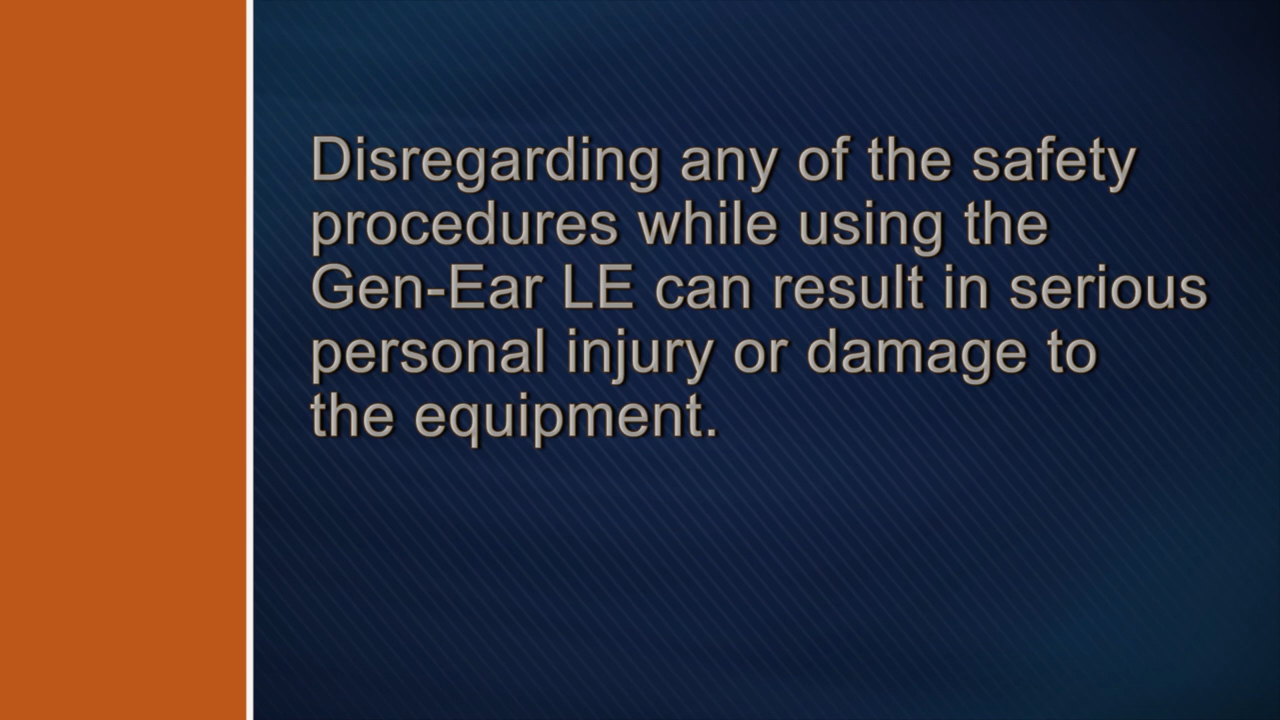 Disregarding any of the safety
procedures while using the
Gen-Ear LE can result in serious
personal injury or damage to
the equipment.